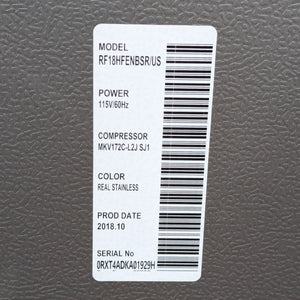 MODEL
RF18HFENBSR/US
POWER
115V/60Hz
COMPRESSOR
MKV172C-L2J SJ1
COLOR
REAL STAINLESS
PROD DATE
2018.10
SERIAL No
0RXT4ADKA01929H